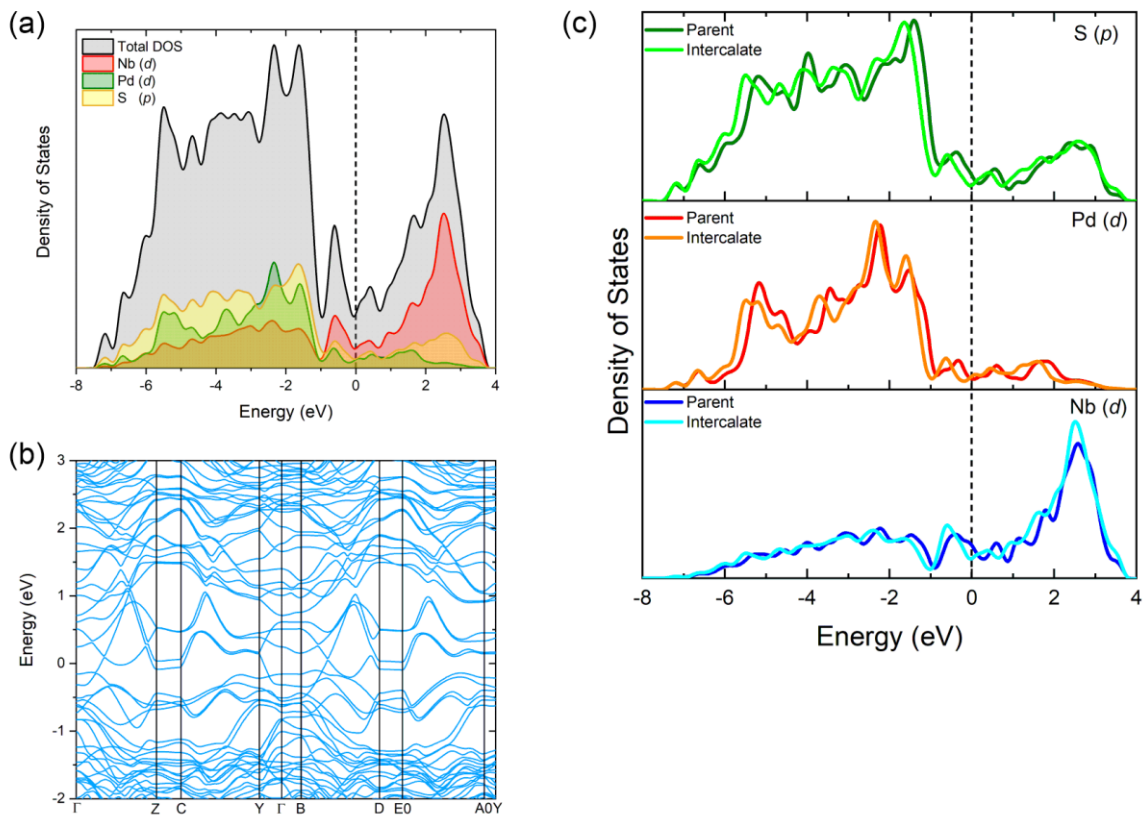 (a)
Total DOS
Nb (d)
Pd (d)
S (p)
Density of States
-8 -6 -4 -2 0 2 4
Energy (eV)
(b)
3
2
1
0
-1
-2
Energy (eV)
Γ Z C Y Γ B D E0 A0Y
(c)
Parent
Intercalate
S (p)
Parent
Intercalate
Pd (d)
Parent
Intercalate
Nb (d)
Density of States
-8 -6 -4 -2 0 2 4
Energy (eV)